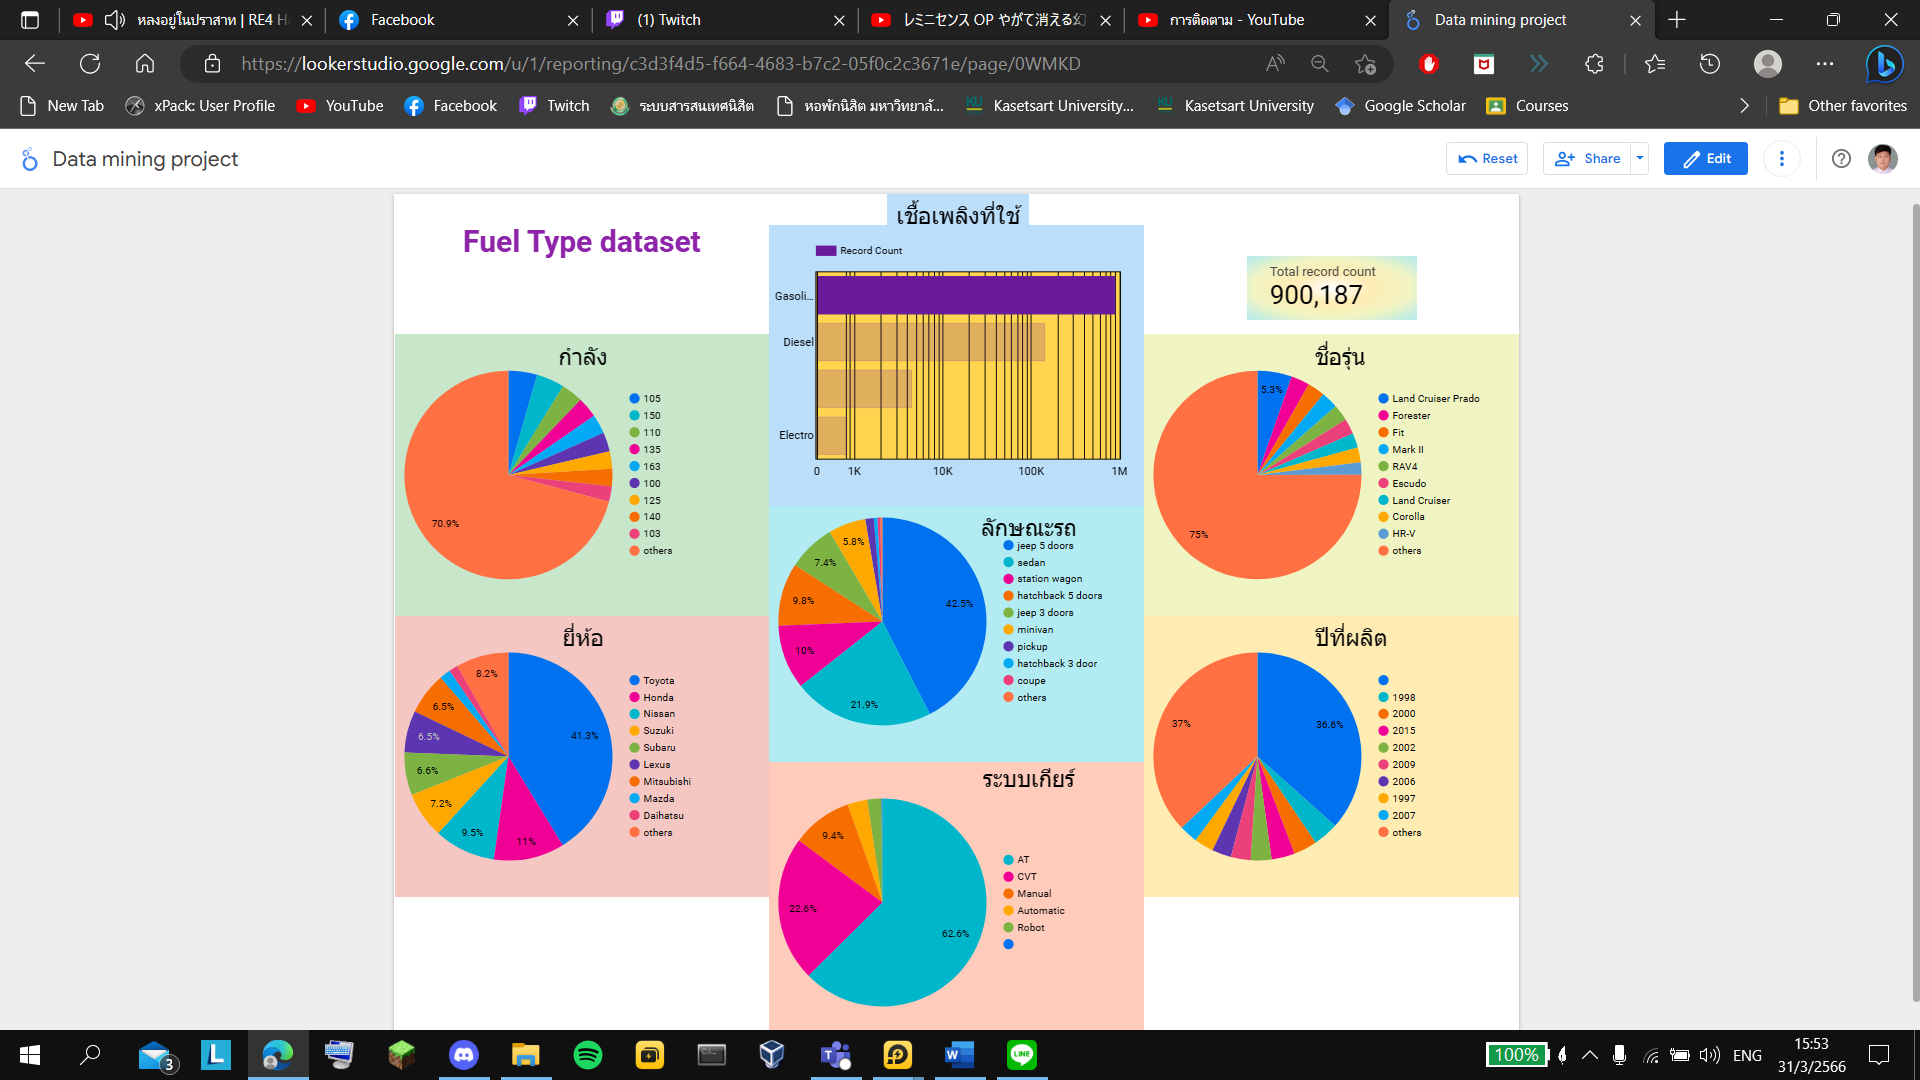 หลงอยู่ในปราสาท | RE4 H
Facebook
(1) Twitch
レミニセンス OP やがて消える幻
การติดตาม - YouTube
Data mining project
https://lookerstudio.google.com/u/1/reporting/c3d3f4d5-f664-4683-b7c2-05f0c2c3671e/page/0WMKD
New Tab
xPack: User Profile
YouTube
Facebook
Twitch
ระบบสารสนเทศนิสิต
หอพักนิสิต มหาวิทยาลั...
Kasetsart University...
Kasetsart University
Google Scholar
Courses
Other favorites
Data mining project
Reset
Share
Edit
Fuel Type dataset
เชื้อเพลิงที่ใช้
Record Count
Gasoli...
Diesel
Electro
0
1K
10K
100K
1M
Total record count
900,187
กำลัง
70.9%
105
150
110
135
163
100
125
140
103
others
ลักษณะรถ
5.8%
7.4%
9.8%
10%
21.9%
42.5%
jeep 5 doors
sedan
station wagon
hatchback 5 doors
jeep 3 doors
minivan
pickup
hatchback 3 door
coupe
others
ชื่อรุ่น
5.3%
75%
Land Cruiser Prado
Forester
Fit
Mark II
RAV4
Escudo
Land Cruiser
Corolla
HR-V
others
ยี่ห้อ
8.2%
6.5%
6.5%
6.6%
7.2%
9.5%
11%
41.3%
Toyota
Honda
Nissan
Suzuki
Subaru
Lexus
Mitsubishi
Mazda
Daihatsu
others
ระบบเกียร์
9.4%
22.6%
62.6%
AT
CVT
Manual
Automatic
Robot
ปีที่ผลิต
37%
36.6%
1998
2000
2015
2002
2009
2006
1997
2007
others
3
L
LINE
100%
ENG
15:53
31/3/2566